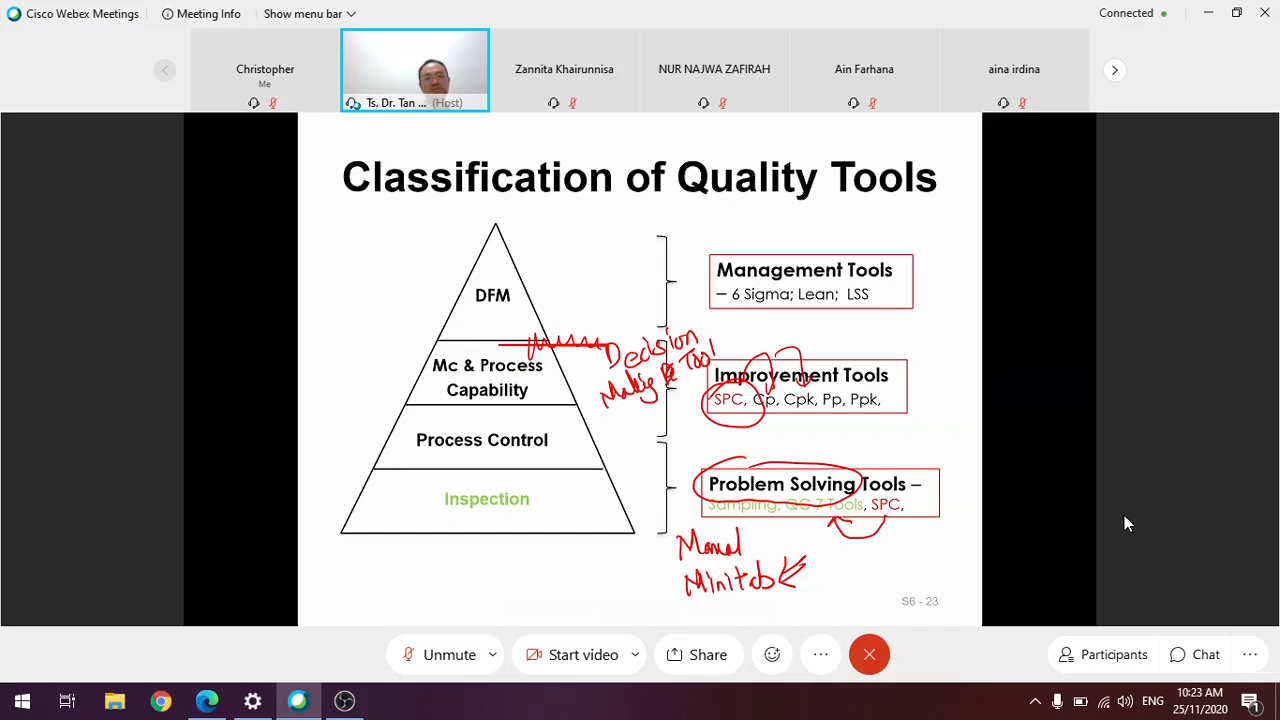 Cisco Webex Meetings
Meeting Info
Show menu bar
Connected
Christopher
Me
Ts. Dr. Tan ... (Host)
Zannita Khairunnisa
NUR NAJWA ZAFIRAH
Ain Farhana
aina irdina
Classification of Quality Tools
DFM
Mc & Process
Capability
Process Control
Inspection
Decision
Making Tool
Management Tools
– 6 Sigma; Lean; LSS
Improvement Tools
SPC, Cp, Cpk, Pp, Ppk,
Problem Solving Tools –
Sampling, QC 7 Tools, SPC,
Manual
Minitab
S6 - 23
Unmute
Start video
Share
Participants
Chat
ENG
10:23 AM
25/11/2020
1